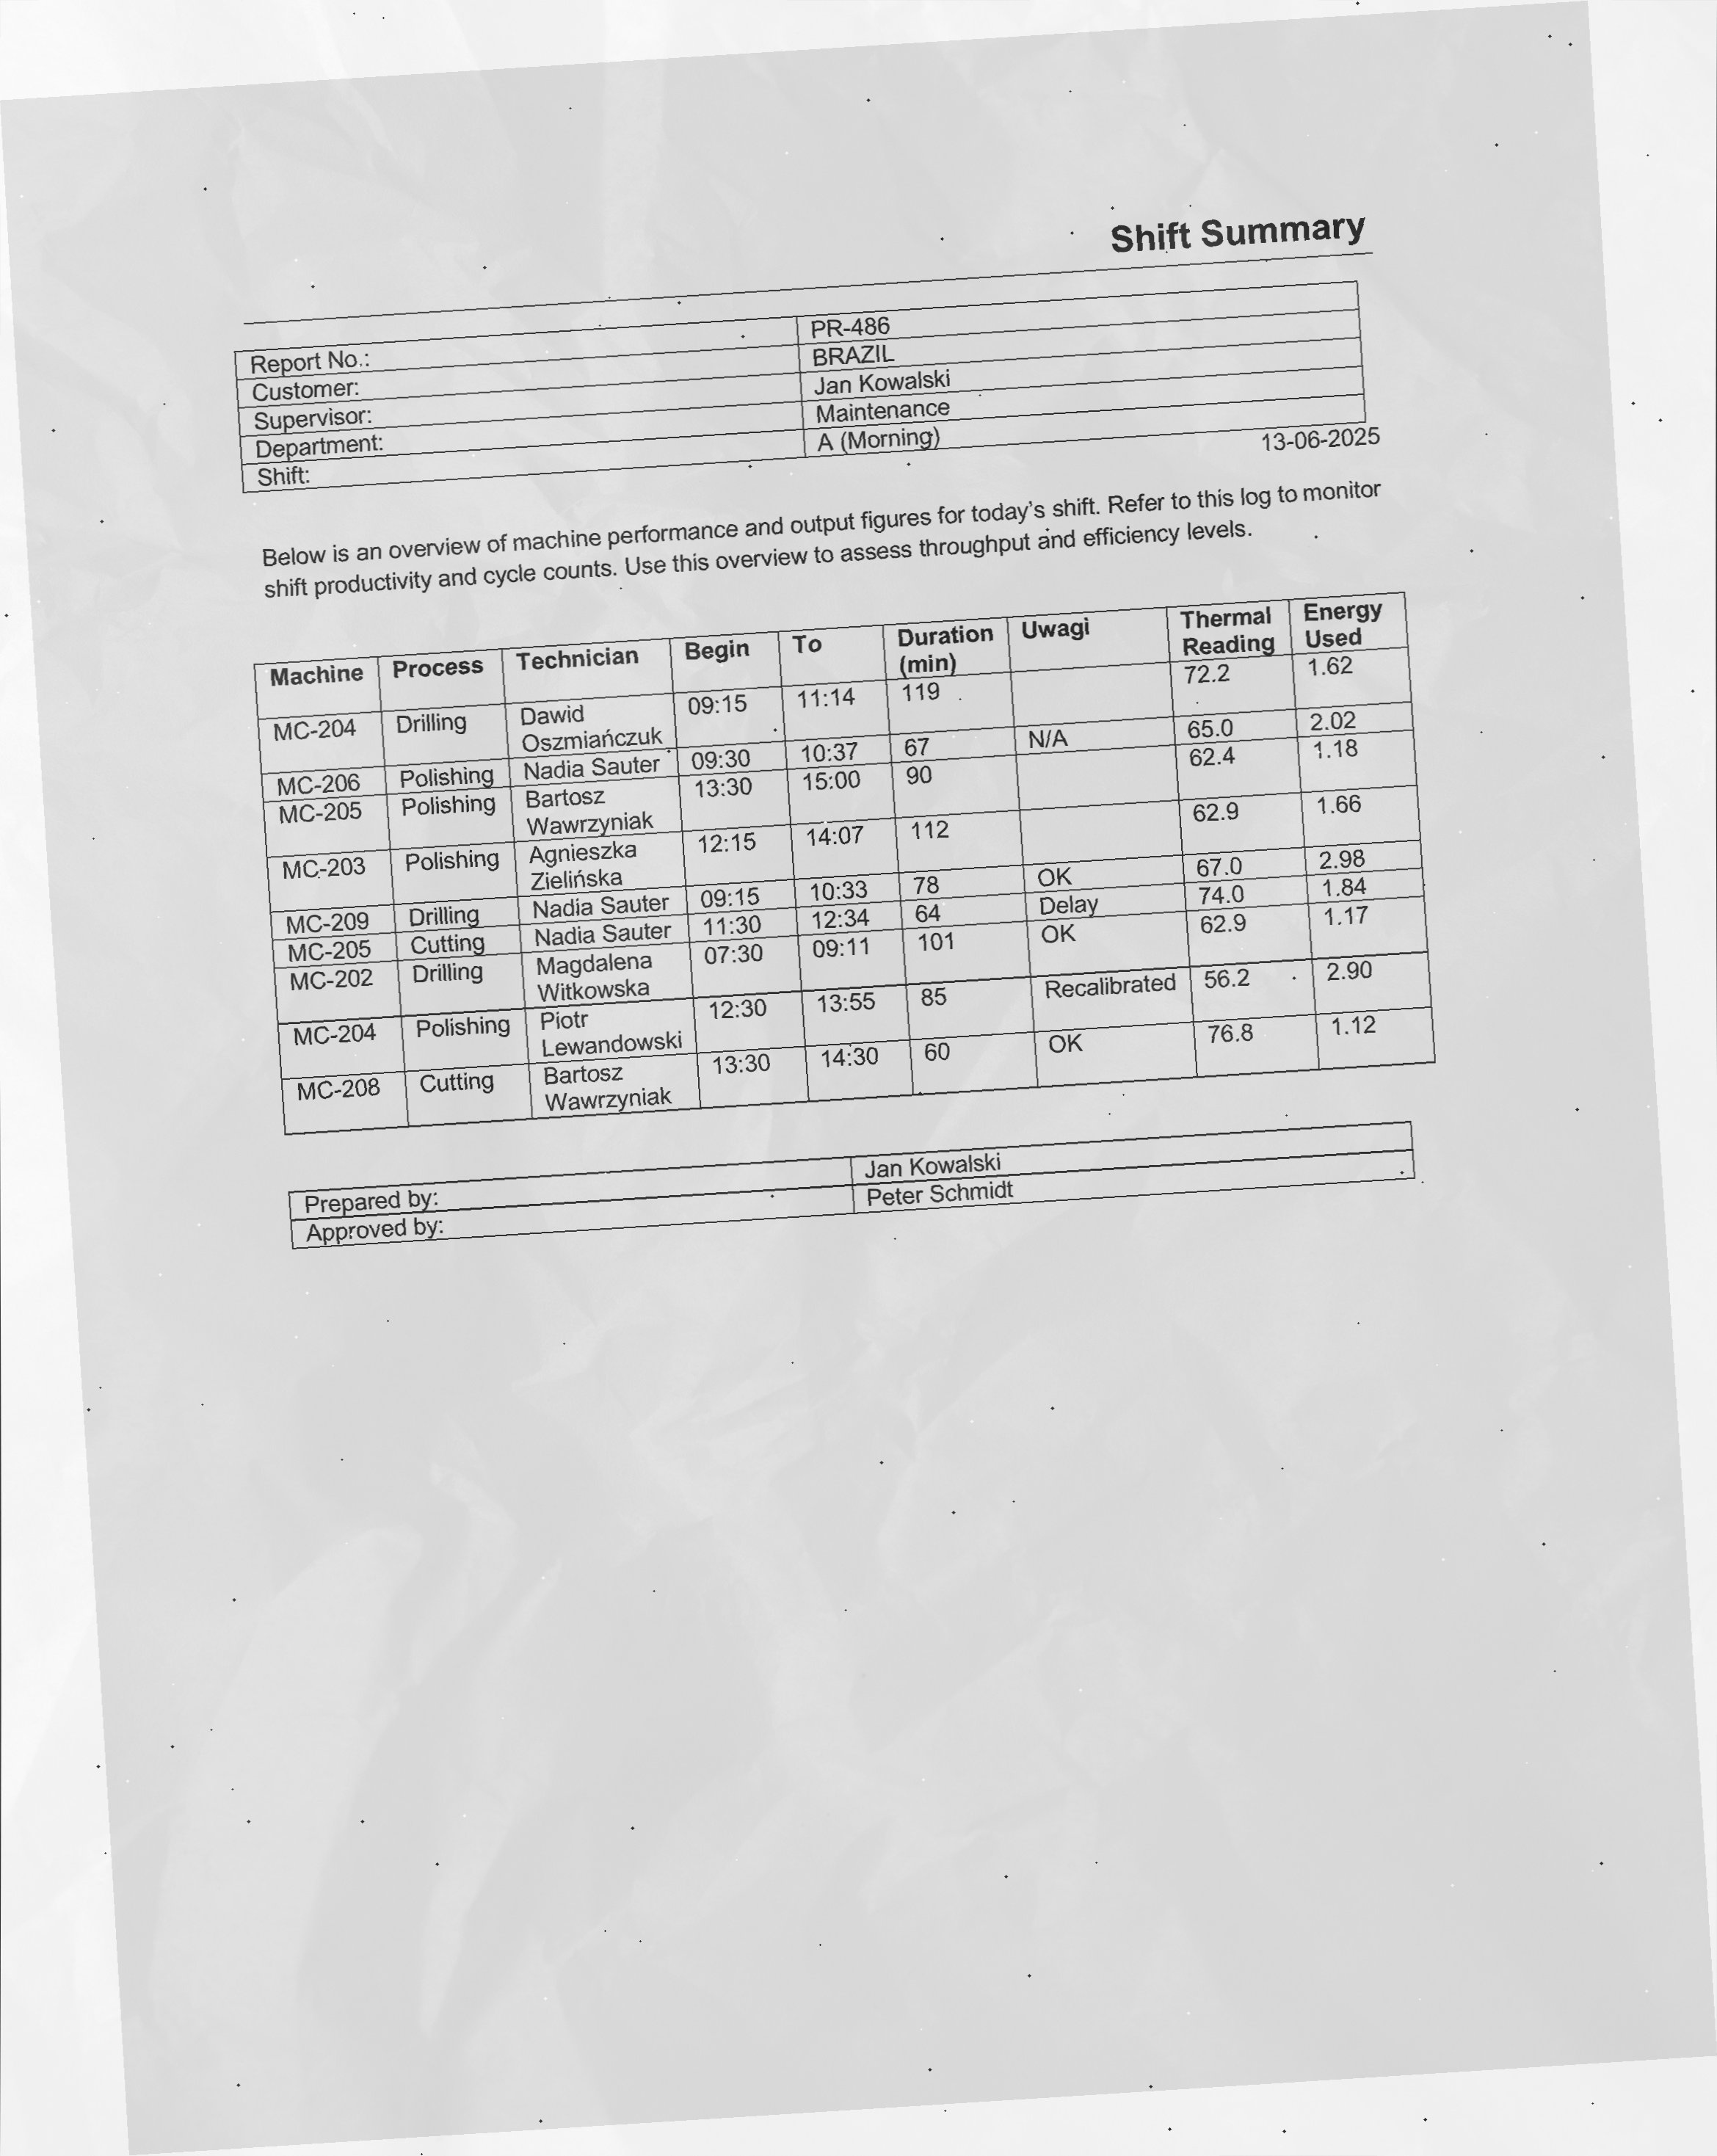 Shift Summary
Report No.: PR-486
Customer: BRAZIL
Supervisor: Jan Kowalski
Department: Maintenance
Shift: A (Morning)
13-06-2025
Below is an overview of machine performance and output figures for today's shift. Refer to this log to monitor
shift productivity and cycle counts. Use this overview to assess throughput and efficiency levels.
Machine Process Technician Begin To Duration (min) Uwagi Thermal Reading Energy Used
MC-204 Drilling Dawid Oszmiańczuk 09:15 11:14 119 72.2 1.62
MC-206 Polishing Nadia Sauter 09:30 10:37 67 N/A 65.0 2.02
MC-205 Polishing Bartosz Wawrzyniak 13:30 15:00 90 62.4 1.18
MC-203 Polishing Agnieszka Zielińska 12:15 14:07 112 62.9 1.66
MC-209 Drilling Nadia Sauter 09:15 10:33 78 OK 67.0 2.98
MC-205 Cutting Nadia Sauter 11:30 12:34 64 Delay 74.0 1.84
MC-202 Drilling Magdalena Witkowska 07:30 09:11 101 OK 62.9 1.17
MC-204 Polishing Piotr Lewandowski 12:30 13:55 85 Recalibrated 56.2 2.90
MC-208 Cutting Bartosz Wawrzyniak 13:30 14:30 60 OK 76.8 1.12
Prepared by: Jan Kowalski
Approved by: Peter Schmidt